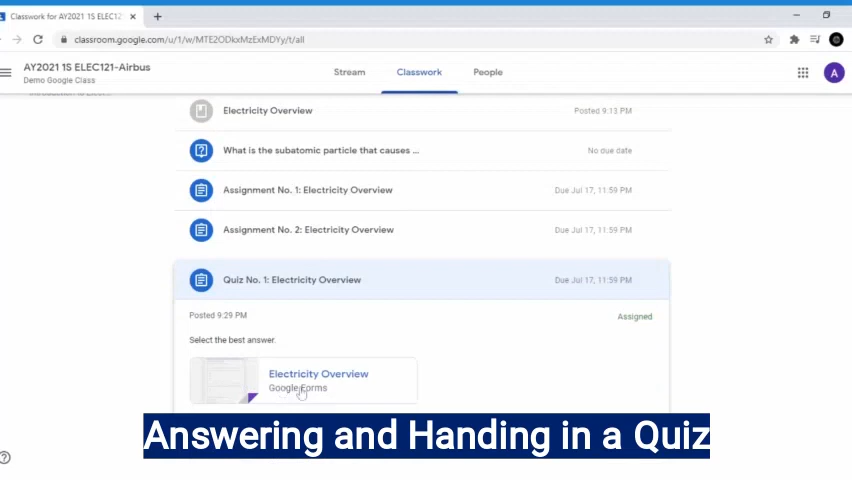 Classwork for AY2021 1S ELEC12
classroom.google.com/u/1/w/MTE2ODkxMzExMDYy/t/all
AY2021 1S ELEC121-Airbus
Demo Google Class
Stream Classwork People
A
Introduction to Elect...
Electricity Overview Posted 9:13 PM
What is the subatomic particle that causes ... No due date
Assignment No. 1: Electricity Overview Due Jul 17, 11:59 PM
Assignment No. 2: Electricity Overview Due Jul 17, 11:59 PM
Quiz No. 1: Electricity Overview Due Jul 17, 11:59 PM
Posted 9:29 PM Assigned
Select the best answer.
Electricity Overview
Google Forms
Answering and Handing in a Quiz